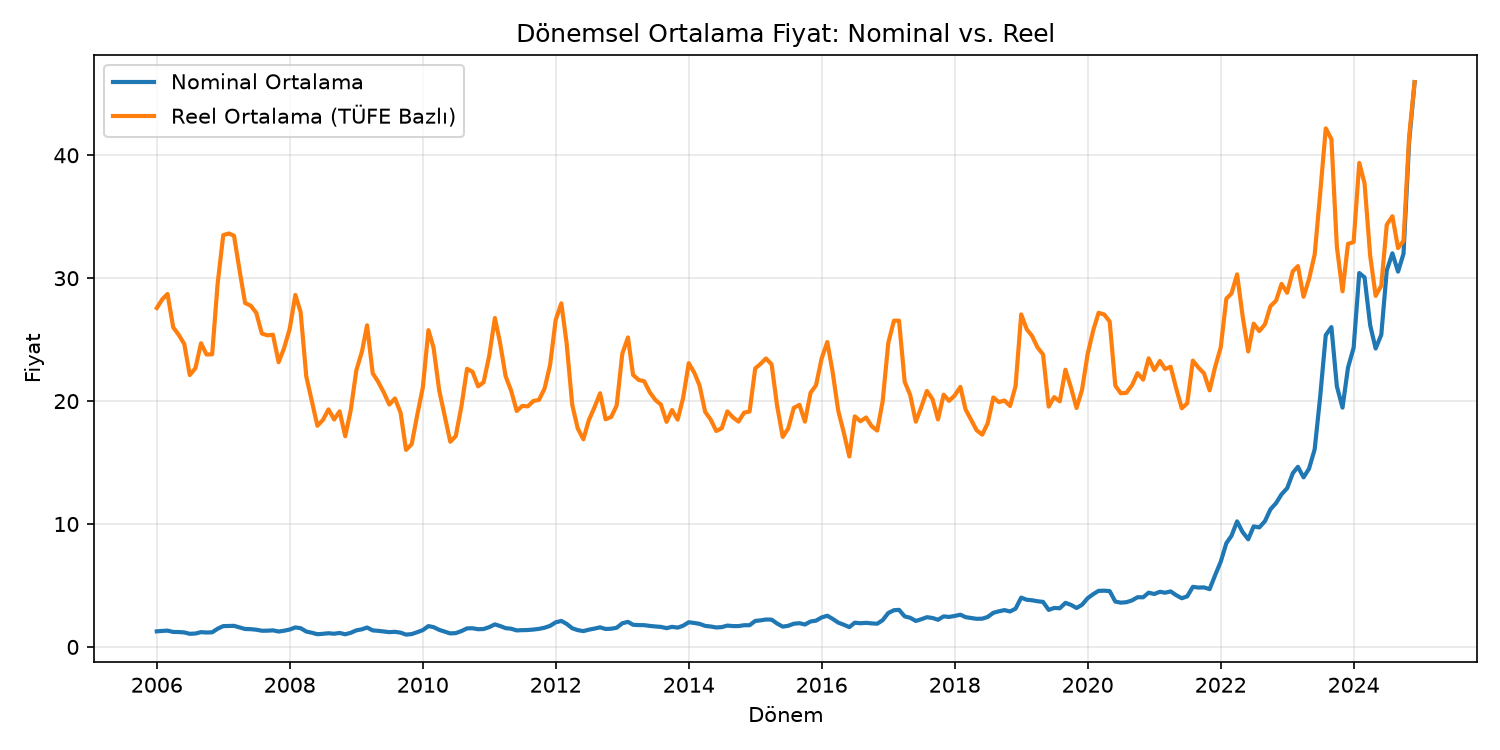 Dönemsel Ortalama Fiyat: Nominal vs. Reel
Nominal Ortalama
Reel Ortalama (TÜFE Bazlı)
Fiyat
40
30
20
10
0
2006 2008 2010 2012 2014 2016 2018 2020 2022 2024
Dönem